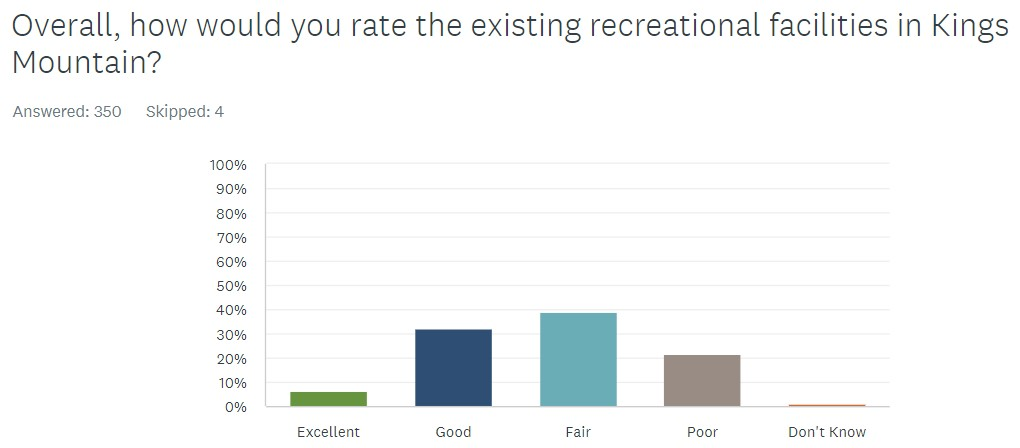 Overall, how would you rate the existing recreational facilities in Kings
Mountain?
Answered: 350 Skipped: 4
100%
90%
80%
70%
60%
50%
40%
30%
20%
10%
0%
Excellent Good Fair Poor Don't Know